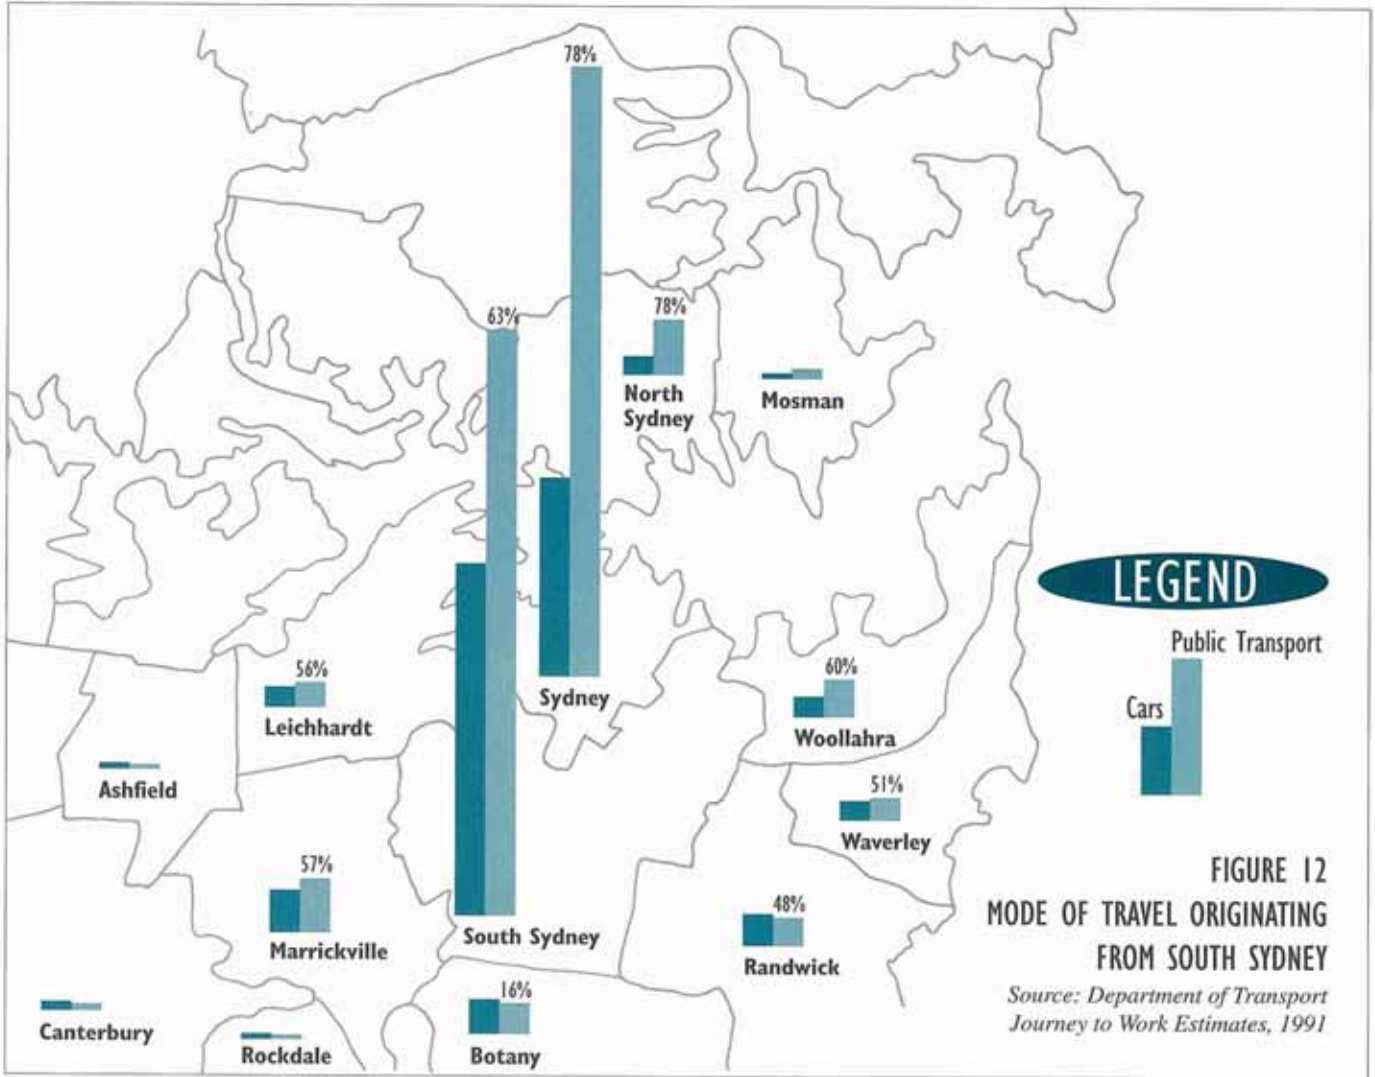 78%
63%
78%
North
Sydney
Mosman
LEGEND
Public Transport
Cars
56%
Leichhardt
Sydney
60%
Woollahra
Ashfield
51%
Waverley
57%
Marrickville
South Sydney
48%
Randwick
16%
Botany
Canterbury
Rockdale
FIGURE 12
MODE OF TRAVEL ORIGINATING
FROM SOUTH SYDNEY
Source: Department of Transport
Journey to Work Estimates, 1991